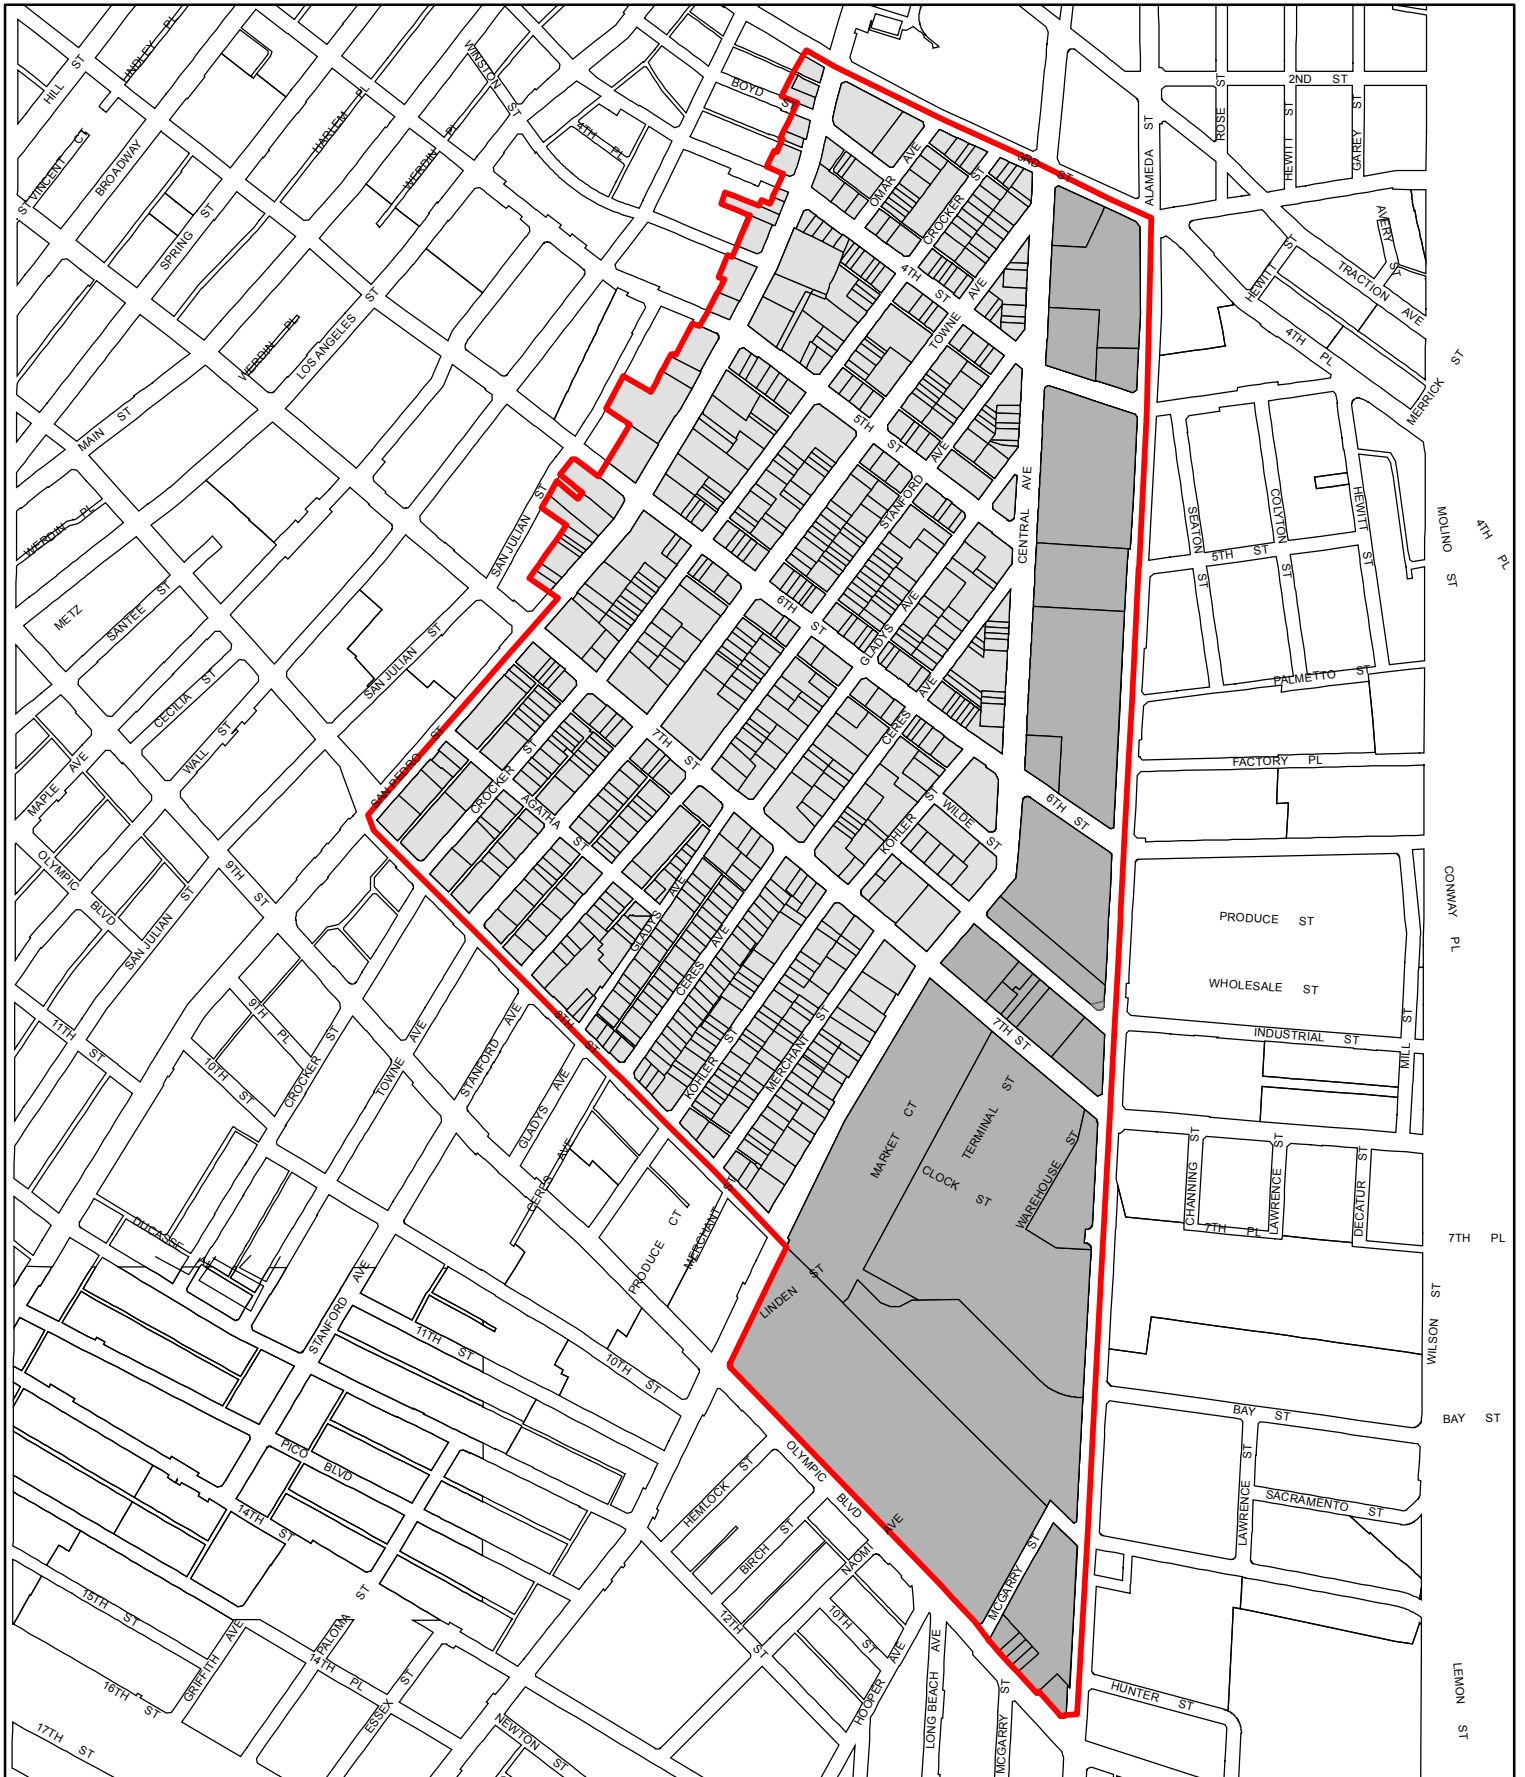 HILL ST
LINDLEY PL
WINSTON ST
BOYD ST
2ND ST
ROSE ST
HEWITT ST
GAREY ST
ALAMEDA ST
ST VINCENT CT
BROADWAY
HARLEM PL
WERDIN PL
4TH PL
OMAR AVE
3RD ST
CROCKER ST
SPRING ST
AVERY ST
TRACTION AVE
HEWITT ST
4TH ST
TOWNE AVE
4TH PL
MERRICK ST
LOS ANGELES ST
WERDIN PL
MAIN ST
5TH ST
STANFORD AVE
CENTRAL AVE
SEATON ST
COLYTON ST
HEWITT ST
MOLINO ST
4TH PL
5TH ST
WERDIN PL
SAN JULIAN ST
METZ
SANTEE ST
6TH ST
GLADYS AVE
SAN JULIAN ST
PALMETTO ST
CECILIA ST
WALL ST
MAPLE AVE
SAN PEDRO ST
7TH ST
CERES AVE
FACTORY PL
CROCKER ST
AGATHA ST
KOHLER ST
WILDE ST
6TH ST
OLYMPIC BLVD
9TH ST
SAN JULIAN ST
PRODUCE ST
CONWAY PL
GLADYS AVE
CERES AVE
WHOLESALE ST
INDUSTRIAL ST
MILL ST
11TH ST
9TH PL
10TH ST
CROCKER ST
TOWNE AVE
STANFORD AVE
8TH ST
GLADYS AVE
KOHLER ST
MERCHANT ST
7TH ST
MARKET CT
TERMINAL ST
CLOCK ST
WAREHOUSE ST
CERES AVE
CHANNING ST
LAWRENCE ST
DECATUR ST
7TH PL
7TH PL
DUCASSE AL
PRODUCE CT
MERCHANT ST
LINDEN ST
STANFORD AVE
11TH ST
10TH ST
WILSON ST
BAY ST
BAY ST
PICO BLVD
14TH ST
OLYMPIC BLVD
HEMLOCK ST
BIRCH ST
NAOMI AVE
LAWRENCE ST
SACRAMENTO ST
MCGARRY ST
12TH ST
10TH ST
15TH ST
16TH ST
17TH ST
GRIFFITH AVE
PALOMA ST
14TH PL
ESSEX ST
NEWTON ST
HOOPER AVE
LONG BEACH AVE
MCGARRY ST
HUNTER ST
LEMON ST